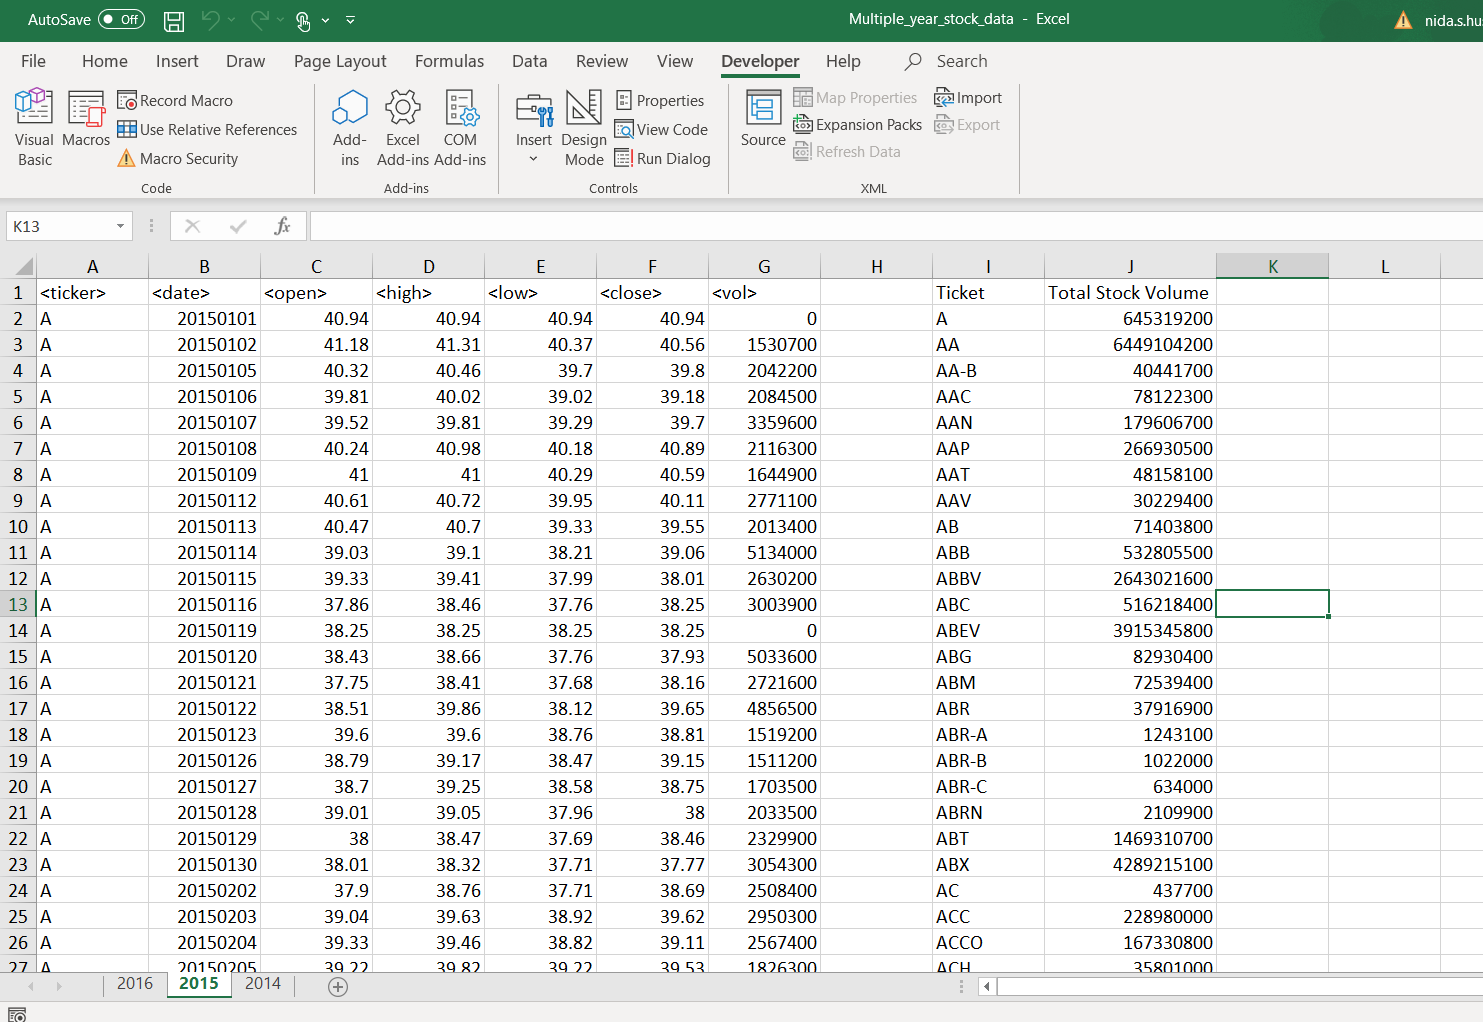 AutoSave Off Multiple_year_stock_data - Excel nida.s.hu
File Home Insert Draw Page Layout Formulas Data Review View Developer Help Search
Visual Basic Macros Record Macro Use Relative References Macro Security
Add-ins Excel Add-ins COM Add-ins
Insert Design Mode Properties View Code Run Dialog
Source Map Properties Expansion Packs Refresh Data Import Export
Code Add-ins Controls XML
K13 fx
A B C D E F G H I J K L
1 <ticker> <date> <open> <high> <low> <close> <vol> Ticket Total Stock Volume
2 A 20150101 40.94 40.94 40.94 40.94 0 A 645319200
3 A 20150102 41.18 41.31 40.37 40.56 1530700 AA 6449104200
4 A 20150105 40.32 40.46 39.7 39.8 2042200 AA-B 40441700
5 A 20150106 39.81 40.02 39.02 39.18 2084500 AAC 78122300
6 A 20150107 39.52 39.81 39.29 39.7 3359600 AAN 179606700
7 A 20150108 40.24 40.98 40.18 40.89 2116300 AAP 266930500
8 A 20150109 41 41 40.29 40.59 1644900 AAT 48158100
9 A 20150112 40.61 40.72 39.95 40.11 2771100 AAV 30229400
10 A 20150113 40.47 40.7 39.33 39.55 2013400 AB 71403800
11 A 20150114 39.03 39.1 38.21 39.06 5134000 ABB 532805500
12 A 20150115 39.33 39.41 37.99 38.01 2630200 ABBV 2643021600
13 A 20150116 37.86 38.46 37.76 38.25 3003900 ABC 516218400
14 A 20150119 38.25 38.25 38.25 38.25 0 ABEV 3915345800
15 A 20150120 38.43 38.66 37.76 37.93 5033600 ABG 82930400
16 A 20150121 37.75 38.41 37.68 38.16 2721600 ABM 72539400
17 A 20150122 38.51 39.86 38.12 39.65 4856500 ABR 37916900
18 A 20150123 39.6 39.6 38.76 38.81 1519200 ABR-A 1243100
19 A 20150126 38.79 39.17 38.47 39.15 1511200 ABR-B 1022000
20 A 20150127 38.7 39.25 38.58 38.75 1703500 ABR-C 634000
21 A 20150128 39.01 39.05 37.96 38 2033500 ABRN 2109900
22 A 20150129 38 38.47 37.69 38.46 2329900 ABT 1469310700
23 A 20150130 38.01 38.32 37.71 37.77 3054300 ABX 4289215100
24 A 20150202 37.9 38.76 37.71 38.69 2508400 AC 437700
25 A 20150203 39.04 39.63 38.92 39.62 2950300 ACC 228980000
26 A 20150204 39.33 39.46 38.82 39.11 2567400 ACCO 167330800
27 A 20150205 39.22 39.82 39.22 39.53 1826300 ACH 35801000
2016 2015 2014